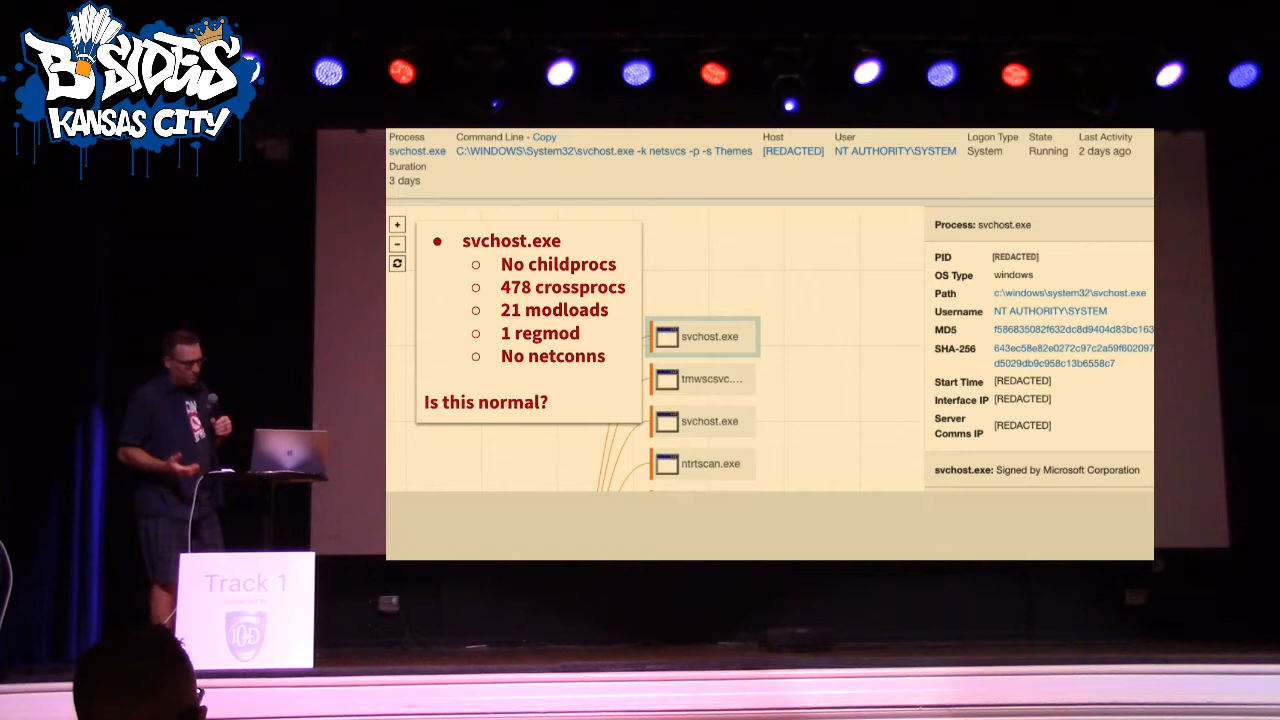 B·SIDES
KANSAS CITY
Process Command Line - Copy Host User Logon Type State Last Activity
svchost.exe C:\WINDOWS\System32\svchost.exe -k netsvcs -p -s Themes [REDACTED] NT AUTHORITY\SYSTEM System Running 2 days ago
Duration
3 days
+
−
● svchost.exe
○ No childprocs
○ 478 crossprocs
○ 21 modloads
○ 1 regmod
○ No netconns
Is this normal?
svchost.exe
tmwscsvc....
svchost.exe
ntrtscan.exe
Process: svchost.exe
PID [REDACTED]
OS Type windows
Path c:\windows\system32\svchost.exe
Username NT AUTHORITY\SYSTEM
MD5 f586835082f632dc8d9404d83bc163
SHA-256 643ec58e82e0272c97c2a59f602097
d5029db9c958c13b6558c7
Start Time [REDACTED]
Interface IP [REDACTED]
Server
Comms IP [REDACTED]
svchost.exe: Signed by Microsoft Corporation
Track 1